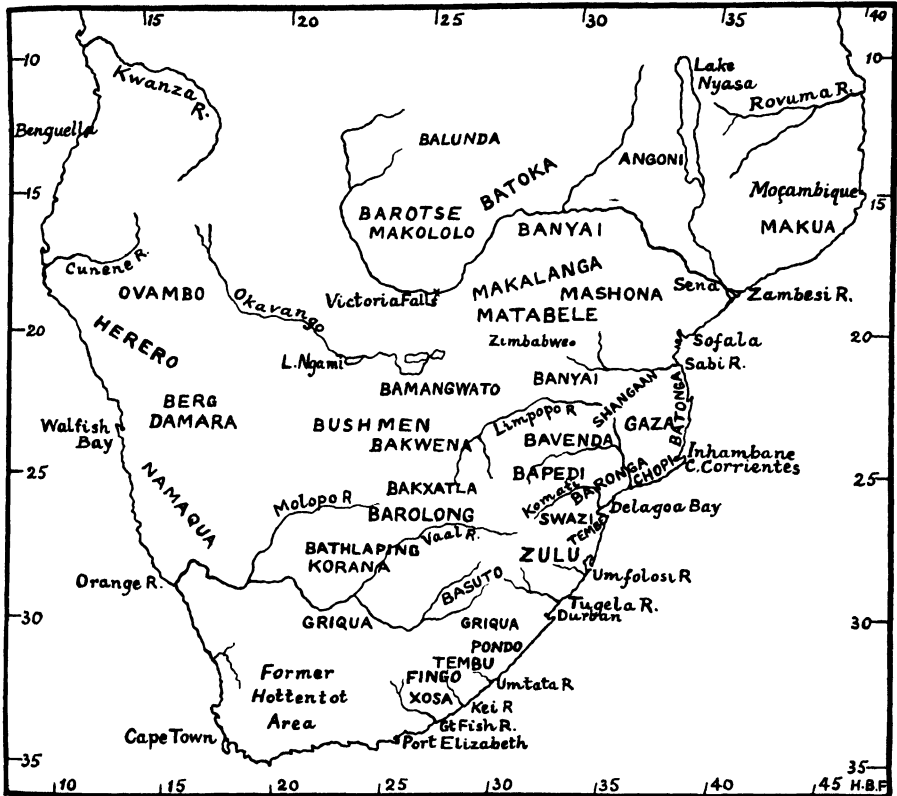 15 20 25 30 35 40
10 10
Lake
Nyasa
Kwanza
R.
Rovuma R.
Benguella
BALUNDA
ANGONI
BATOKA
15 15
Moçambique
BAROTSE
MAKOLOLO
BANYAI
MAKUA
Cunene R.
MAKALANGA
OVAMBO
Okavango
Victoria Falls
MASHONA
Sena
Zambesi R.
MATABELE
HERERO
20 20
Zimbabwe
Sofala
L. Ngami
Sabi R.
BAMANGWATO
BANYAI
SHANGAAN
BATONGA
BERG
DAMARA
Limpopo R
GAZA
Walfish
Bay
BUSHMEN
BAKWENA
BAVENDA
Inhambane
C. Corrientes
25 25
NAMAQUA
BAPEDI
BARONGA
CHOPI
BAKXATLA
Komati
Molopo R
BAROLONG
SWAZI
Delagoa Bay
TEMBE
Vaal R.
BATHLAPING
KORANA
ZULU
Orange R.
BASUTO
Umfolosi R
Tugela R.
Durban
30 30
GRIQUA
GRIQUA
PONDO
TEMBU
Former
Hottentot
Area
FINGO
XOSA
Umtata R
Kei R
Gt Fish R.
Cape Town
Port Elizabeth
35 35
10 15 20 25 30 35 40 45 H.B.F